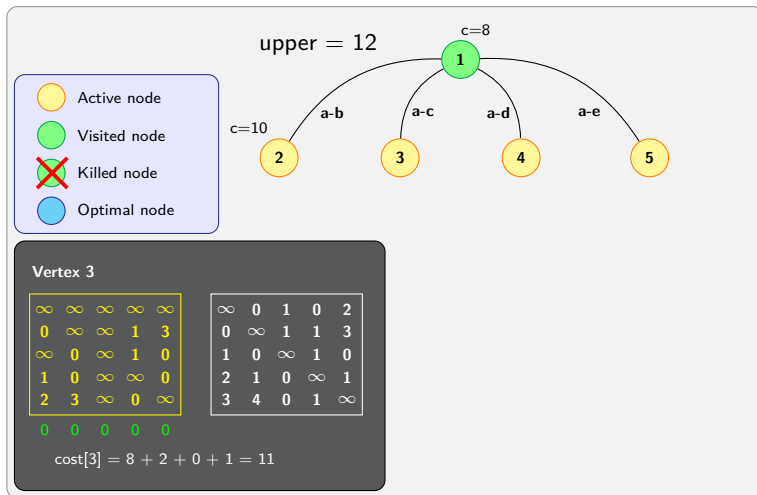 c=8
upper = 12
1
a-b
a-c
a-d
a-e
c=10
2
3
4
5
Active node
Visited node
Killed node
Optimal node
Vertex 3
∞ ∞ ∞ ∞ ∞
0 ∞ ∞ 1 3
∞ 0 ∞ 1 0
1 0 ∞ ∞ 0
2 3 ∞ 0 ∞
0 0 0 0 0
∞ 0 1 0 2
0 ∞ 1 1 3
1 0 ∞ 1 0
2 1 0 ∞ 1
3 4 0 1 ∞
cost[3] = 8 + 2 + 0 + 1 = 11